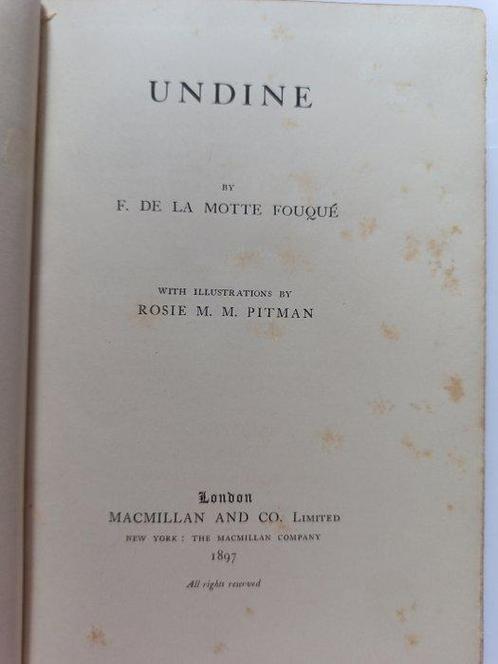 UNDINE
BY
F. DE LA MOTTE FOUQUÉ
WITH ILLUSTRATIONS BY
ROSIE M. M. PITMAN
London
MACMILLAN AND CO. LIMITED
NEW YORK: THE MACMILLAN COMPANY
1897
All rights reserved